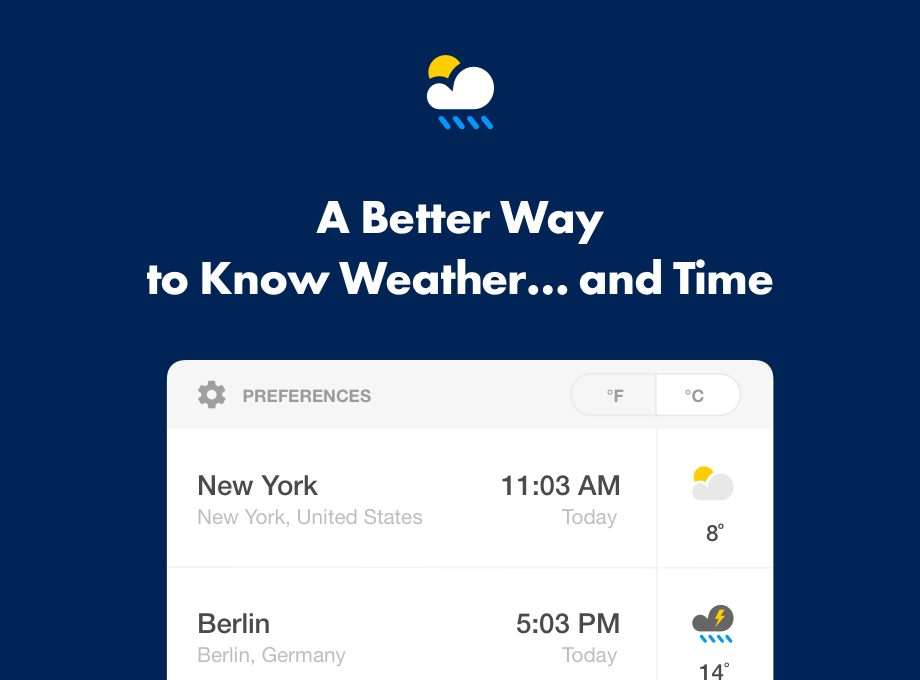 A Better Way
to Know Weather... and Time
PREFERENCES
°F °C
New York 11:03 AM
New York, United States Today
8°
Berlin 5:03 PM
Berlin, Germany Today
14°